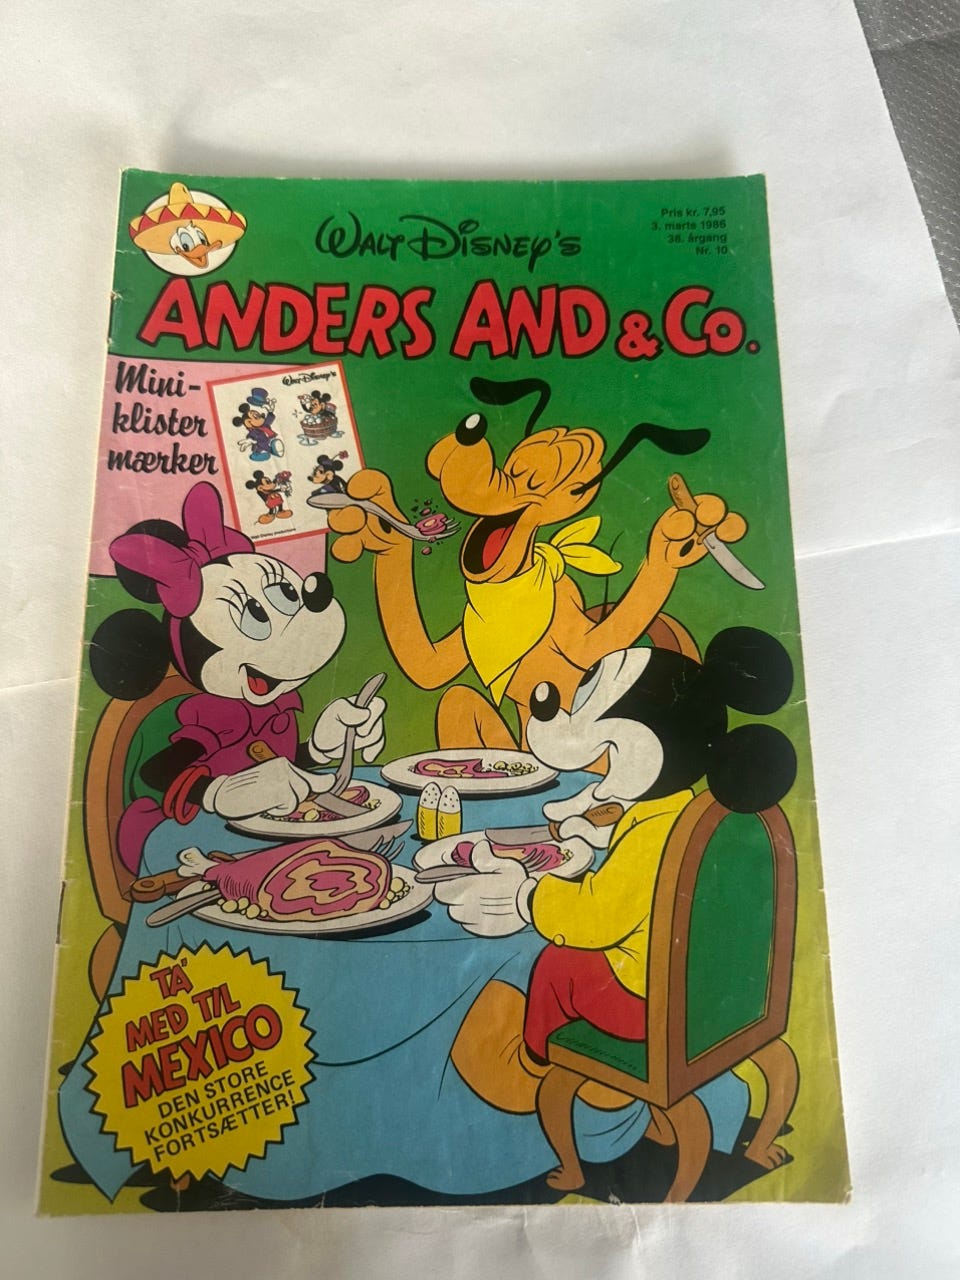 Pris kr. 7,95
3. marts 1986
38. årgang
Nr. 10
WALT DISNEY'S
ANDERS AND & Co.
Mini-
klister
mærker
WALT DISNEY'S
TA'
MED TIL
MEXICO
DEN STORE
KONKURRENCE
FORTSÆTTER!